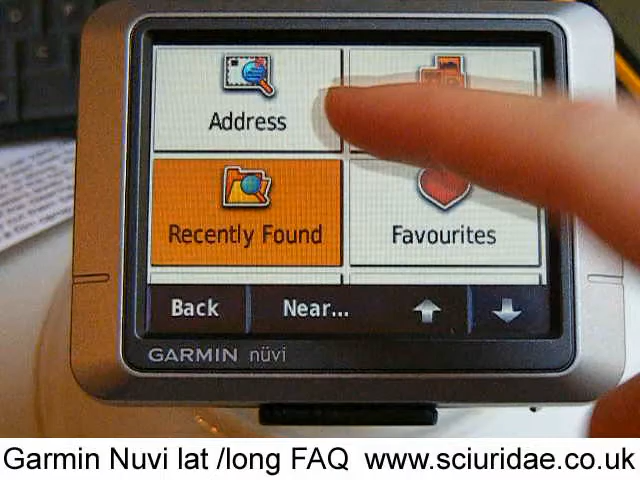 Address
Recently Found
Favourites
Back Near...
GARMIN nüvi
Garmin Nuvi lat /long FAQ www.sciuridae.co.uk